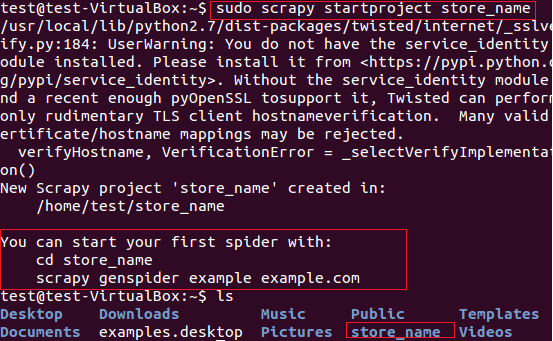 test@test-VirtualBox:~$ sudo scrapy startproject store_name
/usr/local/lib/python2.7/dist-packages/twisted/internet/_sslve
ify.py:184: UserWarning: You do not have the service_identity
odule installed. Please install it from <https://pypi.python.o
g/pypi/service_identity>. Without the service_identity module
nd a recent enough pyOpenSSL tosupport it, Twisted can perform
only rudimentary TLS client hostnameverification.  Many valid
ertificate/hostname mappings may be rejected.
  verifyHostname, VerificationError = _selectVerifyImplementat
on()
New Scrapy project 'store_name' created in:
    /home/test/store_name

You can start your first spider with:
    cd store_name
    scrapy genspider example example.com
test@test-VirtualBox:~$ ls
Desktop    Downloads         Music     Public      Templates
Documents  examples.desktop  Pictures  store_name  Videos